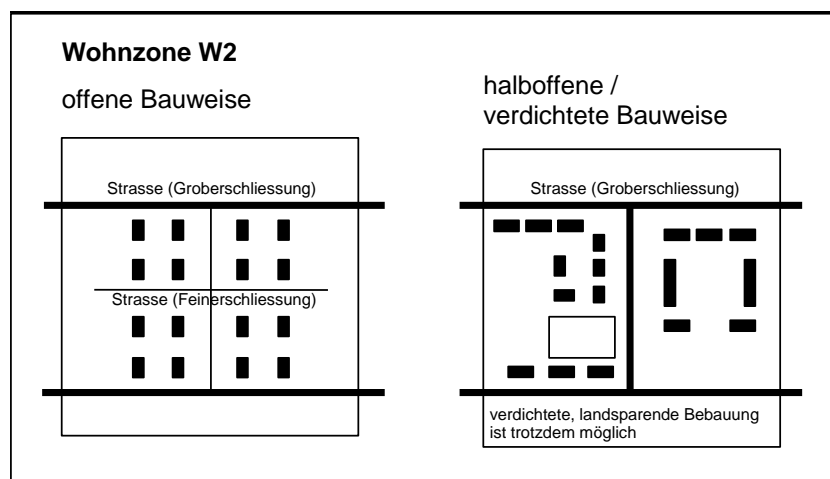 Wohnzone W2
offene Bauweise
halboffene /
verdichtete Bauweise
Strasse (Groberschliessung)
Strasse (Feinerschliessung)
Strasse (Groberschliessung)
verdichtete, landsparende Bebauung
ist trotzdem möglich